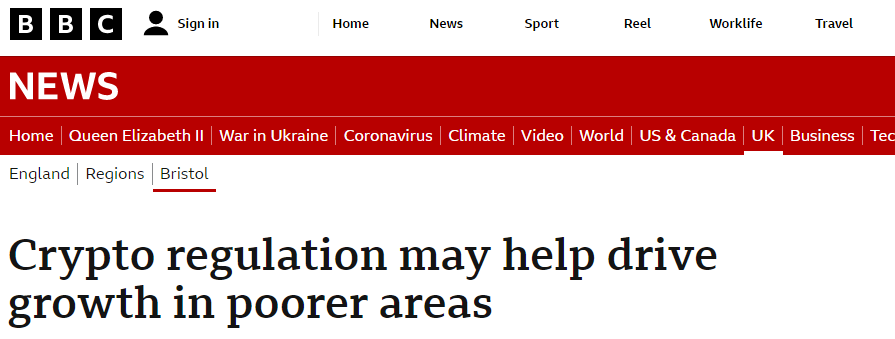 BBC Sign in Home News Sport Reel Worklife Travel
NEWS
Home Queen Elizabeth II War in Ukraine Coronavirus Climate Video World US & Canada UK Business Tec
England Regions Bristol
Crypto regulation may help drive
growth in poorer areas